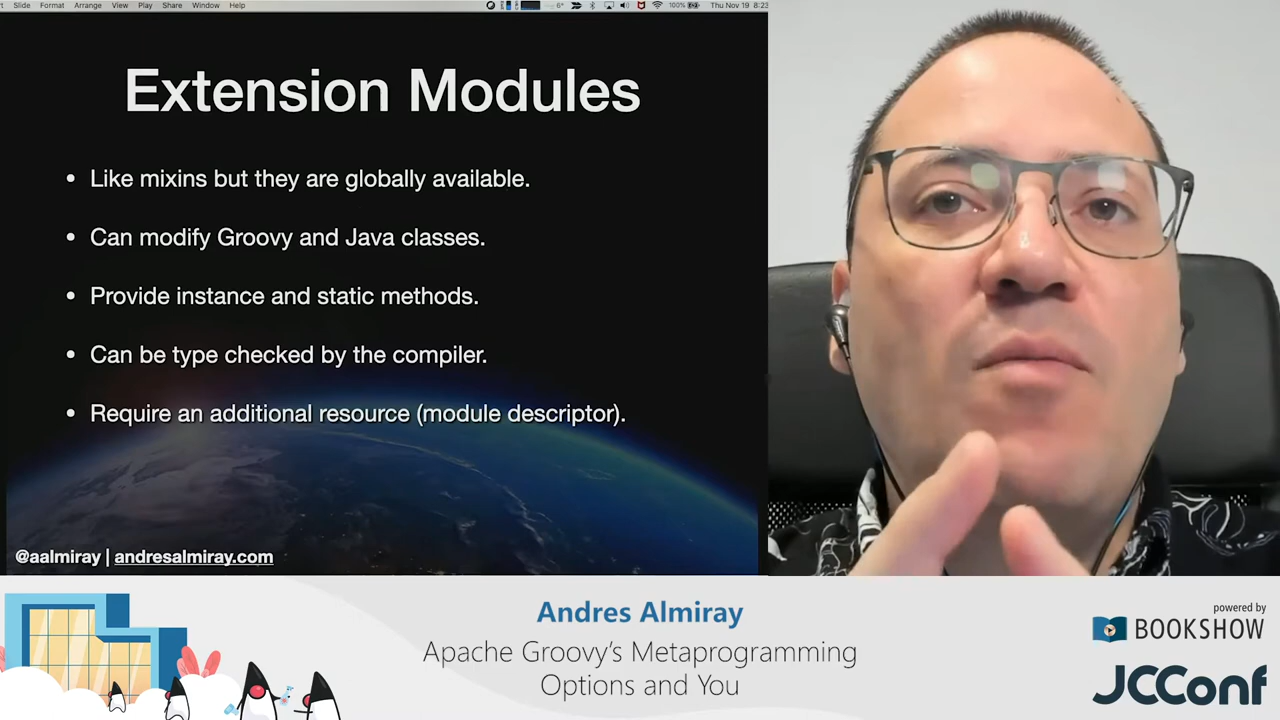 Slide Format Arrange View Play Share Window Help
6° 100% Thu Nov 19 8:23
Extension Modules
• Like mixins but they are globally available.
• Can modify Groovy and Java classes.
• Provide instance and static methods.
• Can be type checked by the compiler.
• Require an additional resource (module descriptor).
@aalmiray | andresalmiray.com
Andres Almiray
Apache Groovy’s Metaprogramming
Options and You
powered by
BOOKSHOW
JCConf